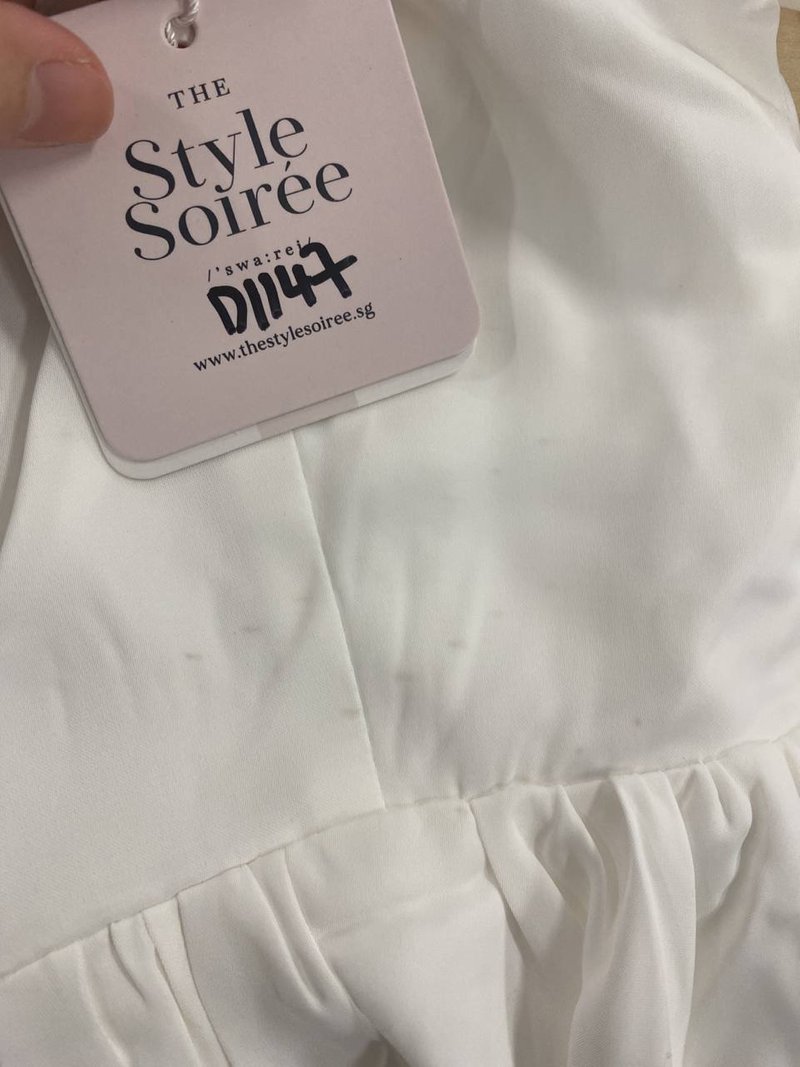 THE
Style
Soirée
/'swa:rei/
D1147
www.thestylesoiree.sg